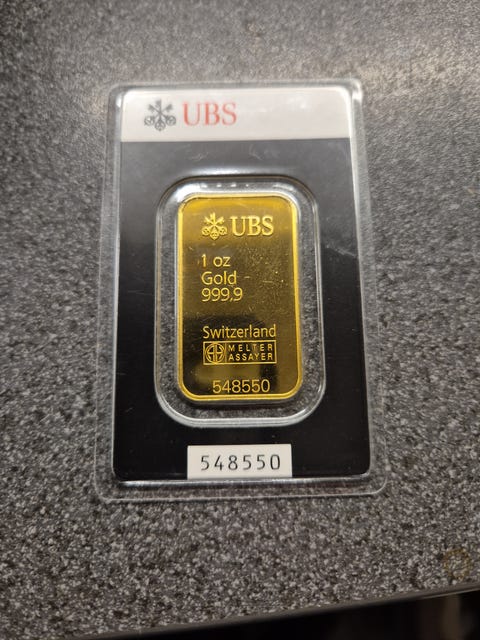 UBS
UBS
1 oz
Gold
999,9
Switzerland
MELTER
ASSAYER
548550
548550